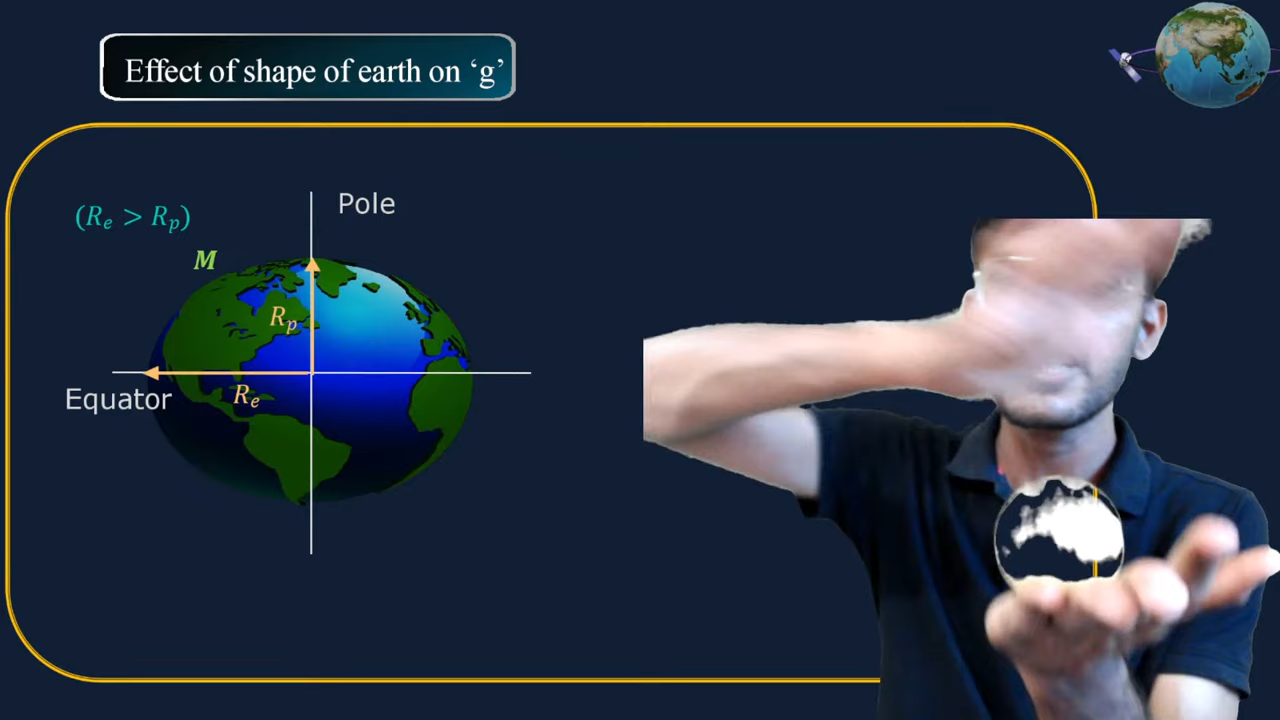 Effect of shape of earth on ‘g’
Pole
(Rₑ > Rₚ)
M
Rₚ
Rₑ
Equator